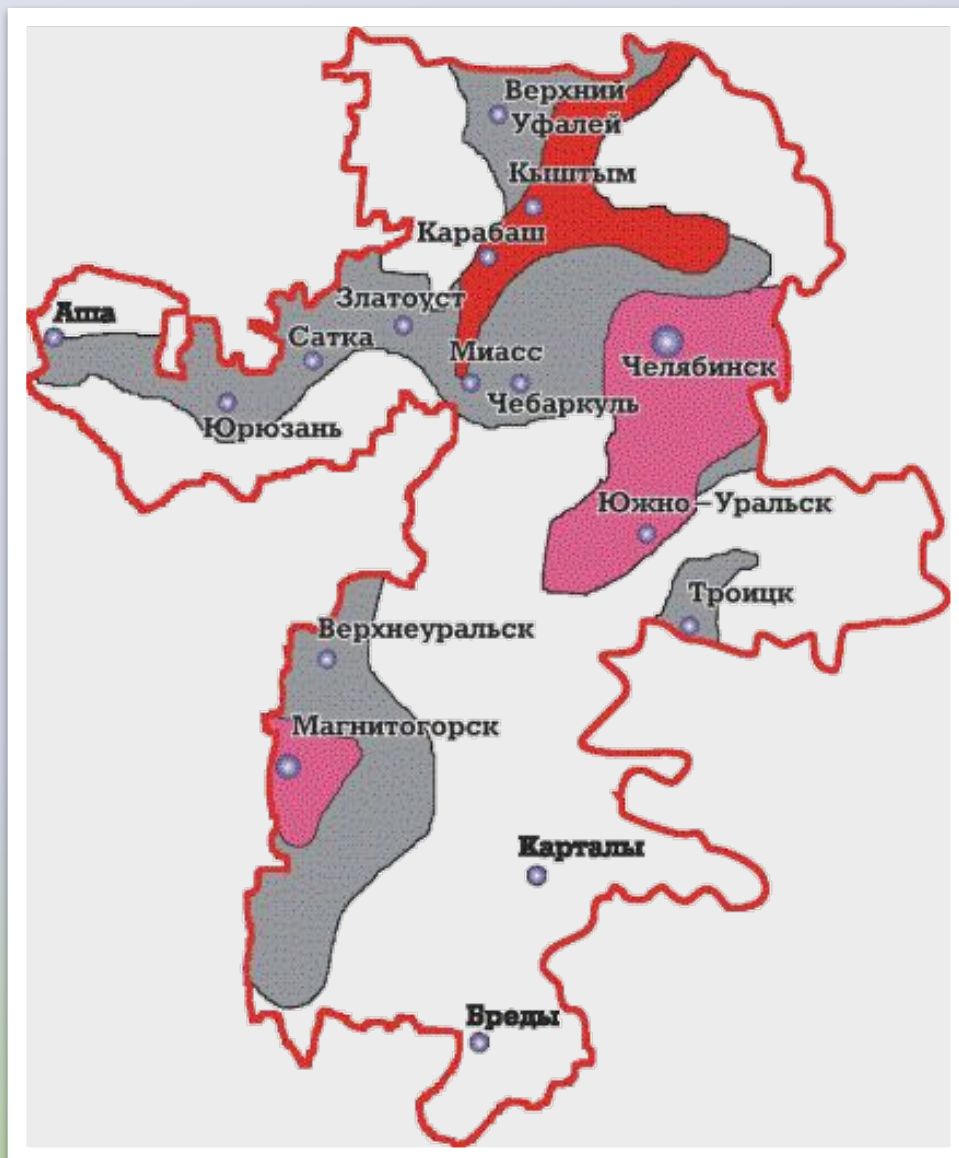 Верхний
Уфалей
Кыштым
Карабаш
Златоуст
Аша
Сатка
Миасс
Челябинск
Чебаркуль
Юрюзань
Южно-Уральск
Троицк
Верхнеуральск
Магнитогорск
Карталы
Бреды